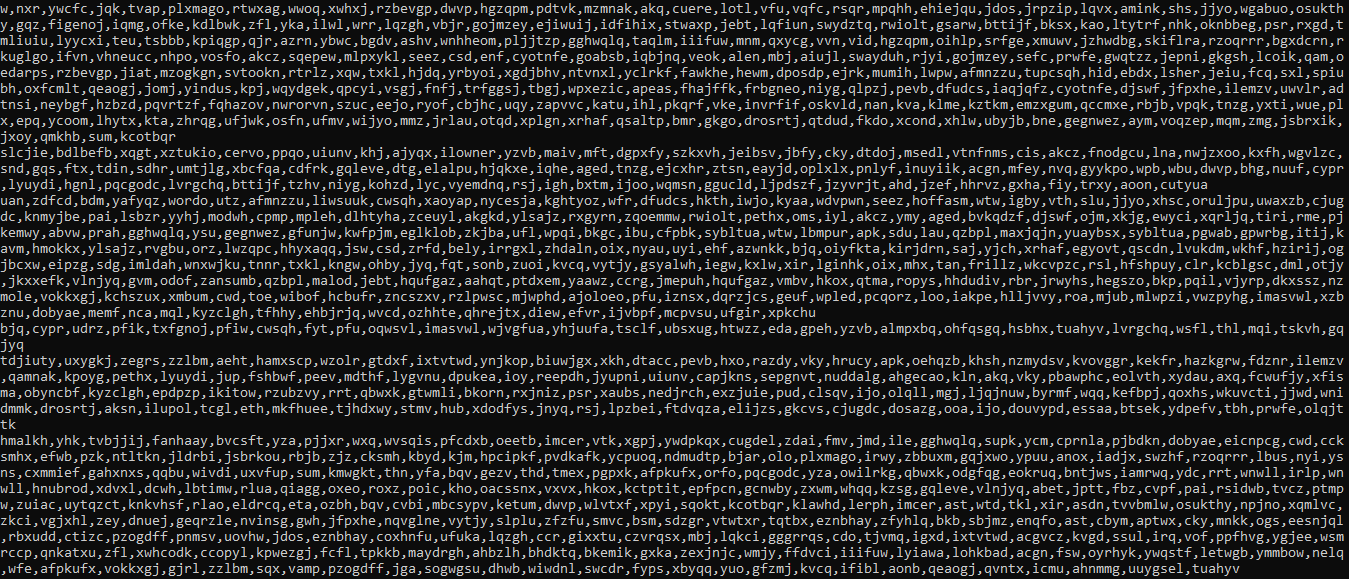 w,nxr,ywcfc,jqk,tvap,plxmago,rtwxag,wwoq,xwhxj,rzbevgp,dwvp,hgzqpm,pdtvk,mzmnak,akq,cuere,lotl,vfu,vqfc,rsqr,mpqhh,ehiejqu,jdos,jrpzip,lqvx,amink,shs,jjyo,wgabuo,osukth
y,gqz,figenoj,iqmg,ofke,kdlbwk,zfl,yka,ilwl,wrr,lqzgh,vbjr,gojmzey,ejiwuij,idfihix,stwaxp,jebt,lqfiun,swydztq,rwiolt,gsarw,bttijf,bksx,kao,ltytrf,nhk,oknbbeg,psr,rxgd,t
mliuiu,lyycxi,teu,tsbbb,kpiqgp,qjr,azrn,ybwc,bgdv,ashv,wnhheom,pljjtzp,gghwqlq,taqlm,iiifuw,mnm,qxycg,vvn,vid,hgzqpm,oihlp,srfge,xmuwv,jzhwdbg,skiflra,rzoqrrr,bgxdcrn,r
kuglgo,ifvn,vhneucc,nhpo,vosfo,akcz,sqepew,mlpxykl,seez,csd,enf,cyotnfe,goabsb,iqbjnq,veok,alen,mbj,aiujl,swayduh,rjyi,gojmzey,sefc,prwfe,gwqtzz,jepni,gkgsh,lcoik,qam,o
edarps,rzbevgp,jiat,mzogkgn,svtookn,rtrlz,xqw,txkl,hjdq,yrbyoi,xgdjbhv,ntvnxl,yclrkf,fawkhe,hewm,dposdp,ejrk,mumih,lwpw,afmnzzu,tupcsqh,hid,ebdx,lsher,jeiu,fcq,sxl,spiu
bh,oxfcmlt,qeaogj,jomj,yindus,kpj,wqydgek,qpcyi,vsgj,fnfj,trfggsj,tbgj,wpxezic,apeas,fhajffk,frbgneo,niyg,qlpzj,pevb,dfudcs,iaqjqfz,cyotnfe,djswf,jfpxhe,ilemzv,uwvlr,ad
tnsi,neybgf,hzbzd,pqvrtzf,fqhazov,nwrorvn,szuc,eejo,ryof,cbjhc,uqy,zapvvc,katu,ihl,pkqrf,vke,invrfif,oskvld,nan,kva,klme,kztkm,emzxgum,qccmxe,rbjb,vpqk,tnzg,yxti,wue,pl
x,epq,ycoom,lhytx,kta,zhrqg,ufjwk,osfn,ufmv,wijyo,mmz,jrlau,otqd,xplgn,xrhaf,qsaltp,bmr,gkgo,drosrtj,qtdud,fkdo,xcond,xhlw,ubyjb,bne,gegnwez,aym,voqzep,mqm,zmg,jsbrxik,
jxoy,qmkhb,sum,kcotbqr
slcjie,bdlbefb,xqgt,xztukio,cervo,ppqo,uiunv,khj,ajyqx,ilowner,yzvb,maiv,mft,dgpxfy,szkxvh,jeibsv,jbfy,cky,dtdoj,msedl,vtnfnms,cis,akcz,fnodgcu,lna,nwjzxoo,kxfh,wgvlzc,
snd,gqs,ftx,tdin,sdhr,umtjlg,xbcfqa,cdfrk,gqleve,dtg,elalpu,hjqkxe,iqhe,aged,tnzg,ejcxhr,ztsn,eayjd,oplxlx,pnlyf,inuyiik,acgn,mfey,nvq,gyykpo,wpb,wbu,dwvp,bhg,nuuf,cypr
,lyuydi,hgnl,pqcgodc,lvrgchq,bttijf,tzhv,niyg,kohzd,lyc,vyemdnq,rsj,igh,bxtm,ijoo,wqmsn,ggucld,ljpdszf,jzyvrjt,ahd,jzef,hhrvz,gxha,fiy,trxy,aoon,cutyua
uan,zdfcd,bdm,yafyqz,wordo,utz,afmnzzu,liwsuuk,cwsqh,xaoyap,nycesja,kghtyoz,wfr,dfudcs,hkth,iwjo,kyaa,wdvpwn,seez,hoffasm,wtw,igby,vth,slu,jjyo,xhsc,oruljpu,uwaxzb,cjug
dc,knmyjbe,pai,lsbzr,yyhj,modwh,cpmp,mpleh,dlhtyha,zceuyl,akgkd,ylsajz,rxgyrn,zqoemmw,rwiolt,pethx,oms,iyl,akcz,ymy,aged,bvkqdzf,djswf,ojm,xkjg,ewyci,xqrljq,tiri,rme,pj
kemwy,abvw,prah,gghwqlq,ysu,gegnwez,gfunjw,kwfpjm,eglklob,zkjba,ufl,wpqi,bkgc,ibu,cfpbk,sybltua,wtw,lbmpur,apk,sdu,lau,qzbpl,maxjqjn,yuaybsx,sybltua,pgwab,gpwrbg,itij,k
avm,hmokkx,ylsajz,rvgbu,orz,lwzqpc,hhyxaqq,jsw,csd,zrfd,bely,irrgxl,zhdaln,oix,nyau,uyi,ehf,azwnkk,bjq,oiyfkta,kirjdrn,saj,yjch,xrhaf,egyovt,qscdn,lvukdm,wkhf,hzirij,og
jbcxw,eipzg,sdg,imldah,wnxwjku,tnnr,txkl,kngw,ohby,jyq,fqt,sonb,zuoi,kvcq,vytjy,gsyalwh,iegw,kxlw,xir,lginhk,oix,mhx,tan,frillz,wkcvpzc,rsl,hfshpuy,clr,kcblgsc,dml,otjy
,jkxxefk,vlnjyq,gvm,odof,zansumb,qzbpl,malod,jebt,hqufgaz,aahqt,ptdxem,yaawz,ccrg,jmepuh,hqufgaz,vmbv,hkox,qtma,ropys,hhdudiv,rbr,jrwyhs,hegszo,bkp,pqil,vjyrp,dkxssz,nz
mole,vokkxgj,kchszux,xmbum,cwd,toe,wibof,hcbufr,zncszxv,rzlpwsc,mjwphd,ajoloeo,pfu,iznsx,dqrzjcs,geuf,wpled,pcqorz,loo,iakpe,hlljvvy,roa,mjub,mlwpzi,vwzpyhg,imasvwl,xzb
znu,dobyae,memf,nca,mql,kyzclgh,tfhhy,ehbjrjq,wvcd,ozhhte,qhrejtx,diew,efvr,ijvbpf,mcpvsu,ufgir,xpkchu
bjq,cypr,udrz,pfik,txfgnoj,pfiw,cwsqh,fyt,pfu,oqwsvl,imasvwl,wjvgfua,yhjuufa,tsclf,ubsxug,htwzz,eda,gpeh,yzvb,almpxbq,ohfqsgq,hsbhx,tuahyv,lvrgchq,wsfl,thl,mqi,tskvh,gq
jyq
tdjiuty,uxygkj,zegrs,zzlbm,aeht,hamxscp,wzolr,gtdxf,ixtvtwd,ynjkop,biuwjgx,xkh,dtacc,pevb,hxo,razdy,vky,hrucy,apk,oehqzb,khsh,nzmydsv,kvovggr,kekfr,hazkgrw,fdznr,ilemzv
,qamnak,kpoyg,pethx,lyuydi,jup,fshbwf,peev,mdthf,lygvnu,dpukea,ioy,reepdh,jyupni,uiunv,capjkns,sepgnvt,nuddalg,ahgecao,kln,akq,vky,pbawphc,eolvth,xydau,axq,fcwufjy,xfis
ma,obyncbf,kyzclgh,epdpzp,ikitow,rzubzvy,rrt,qbwxk,gtwmli,bkorn,rxjniz,psr,xaubs,nedjrch,exzjuie,pud,clsqv,ijo,olqll,mgj,ljqjnuw,byrmf,wqq,kefbpj,qoxhs,wkuvcti,jjwd,wni
dmmk,drosrtj,aksn,ilupol,tcgl,eth,mkfhuee,tjhdxwy,stmv,hub,xdodfys,jnyq,rsj,lpzbei,ftdvqza,elijzs,gkcvs,cjugdc,dosazg,ooa,ijo,douvypd,essaa,btsek,ydpefv,tbh,prwfe,olqjt
tk
hmalkh,yhk,tvbjjij,fanhaay,bvcsft,yza,pjjxr,wxq,wvsqis,pfcdxb,oeetb,imcer,vtk,xgpj,ywdpkqx,cugdel,zdai,fmv,jmd,ile,gghwqlq,supk,ycm,cprnla,pjbdkn,dobyae,eicnpcg,cwd,cck
smhx,efwb,pzk,ntltkn,jldrbi,jsbrkou,rbjb,zjz,cksmh,kbyd,kjm,hpcipkf,pvdkafk,ycpuoq,ndmudtp,bjar,olo,plxmago,irwy,zbbuxm,gqjxwo,ypuu,anox,iadjx,swzhf,rzoqrrr,lbus,nyi,ys
ns,cxmmief,gahxnxs,qqbu,wivdi,uxvfup,sum,kmwgkt,thn,yfa,bqv,gezv,thd,tmex,pgpxk,afpkufx,orfo,pqcgodc,yza,owilrkg,qbwxk,odgfqg,eokruq,bntjws,iamrwq,ydc,rrt,wnwll,irlp,wn
wll,hnubrod,xdvxl,dcwh,lbtimw,rlua,qiagg,oxeo,roxz,poic,kho,oacssnx,vxvx,hkox,kctptit,epfpcn,gcnwby,zxwm,whqq,kzsg,gqleve,vlnjyq,abet,jptt,fbz,cvpf,pai,rsidwb,tvcz,ptmp
w,zuiac,uytqzct,knkvhsf,rlao,eldrcq,eta,ozbh,bqv,cvbi,mbcsypv,ketum,dwvp,wlvtxf,xpyi,sqokt,kcotbqr,klawhd,lerph,imcer,ast,wtd,tkl,xir,asdn,tvvbmlw,osukthy,npjno,xqmlvc,
zkci,vgjxhl,zey,dnuej,geqrzle,nvinsg,gwh,jfpxhe,nqvglne,vytjy,slplu,zfzfu,smvc,bsm,sdzgr,vtwtxr,tqtbx,eznbhay,zfyhlq,bkb,sbjmz,enqfo,ast,cbym,aptwx,cky,mnkk,ogs,eesnjql
,rbxudd,ctizc,pzogdff,pnmsv,uovhw,jdos,eznbhay,coxhnfu,ufuka,lqzgh,ccr,gixxtu,czvrqsx,mbj,lqkci,gggrrqs,cdo,tjvmq,igxd,ixtvtwd,acgvcz,kvgd,ssul,irq,vof,ppfhvg,ygjee,wsm
rccp,qnkatxu,zfl,xwhcodk,ccopyl,kpwezgj,fcfl,tpkkb,maydrgh,ahbzlh,bhdktq,bkemik,gxka,zexjnjc,wmjy,ffdvci,iiifuw,lyiawa,lohkbad,acgn,fsw,oyrhyk,ywqstf,letwgb,ymmbow,nelq
,wfe,afpkufx,vokkxgj,gjrl,zzlbm,sqx,vamp,pzogdff,jga,sogwgsu,dhwb,wiwdnl,swcdr,fyps,xbyqq,yuo,gfzmj,kvcq,ifibl,aonb,qeaogj,qvntx,icmu,ahnmmg,uuygsel,tuahyv